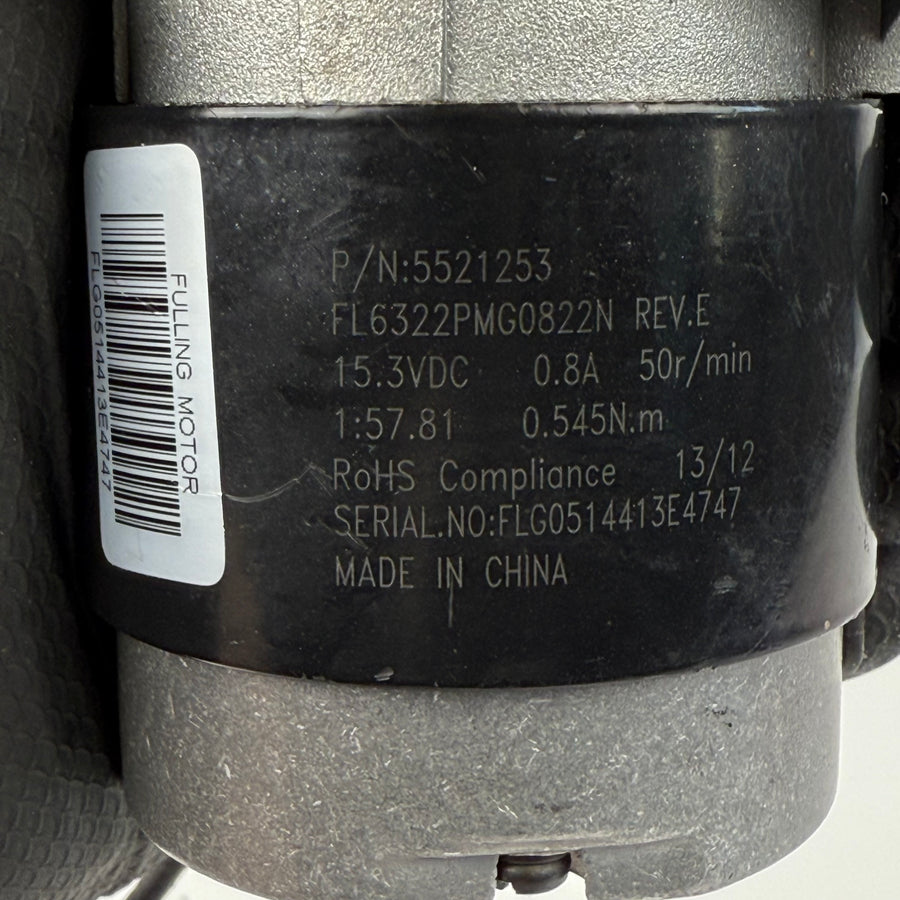 FULLING MOTOR
FLG0514413E4747
P/N:5521253
FL6322PMG0822N REV.E
15.3VDC 0.8A 50r/min
1:57.81 0.545N.m
RoHS Compliance 13/12
SERIAL.NO:FLG0514413E4747
MADE IN CHINA